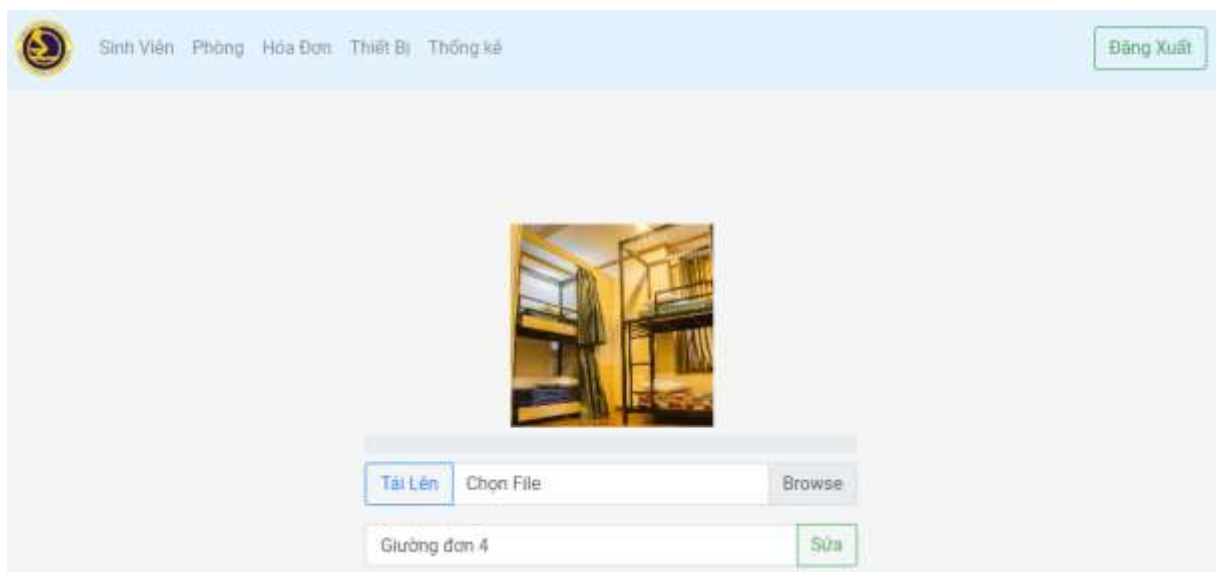 Sinh Viên Phòng Hóa Đơn Thiết Bị Thống kê Đăng Xuất
Tải Lên Chọn File Browse
Giường đơn 4 Sửa